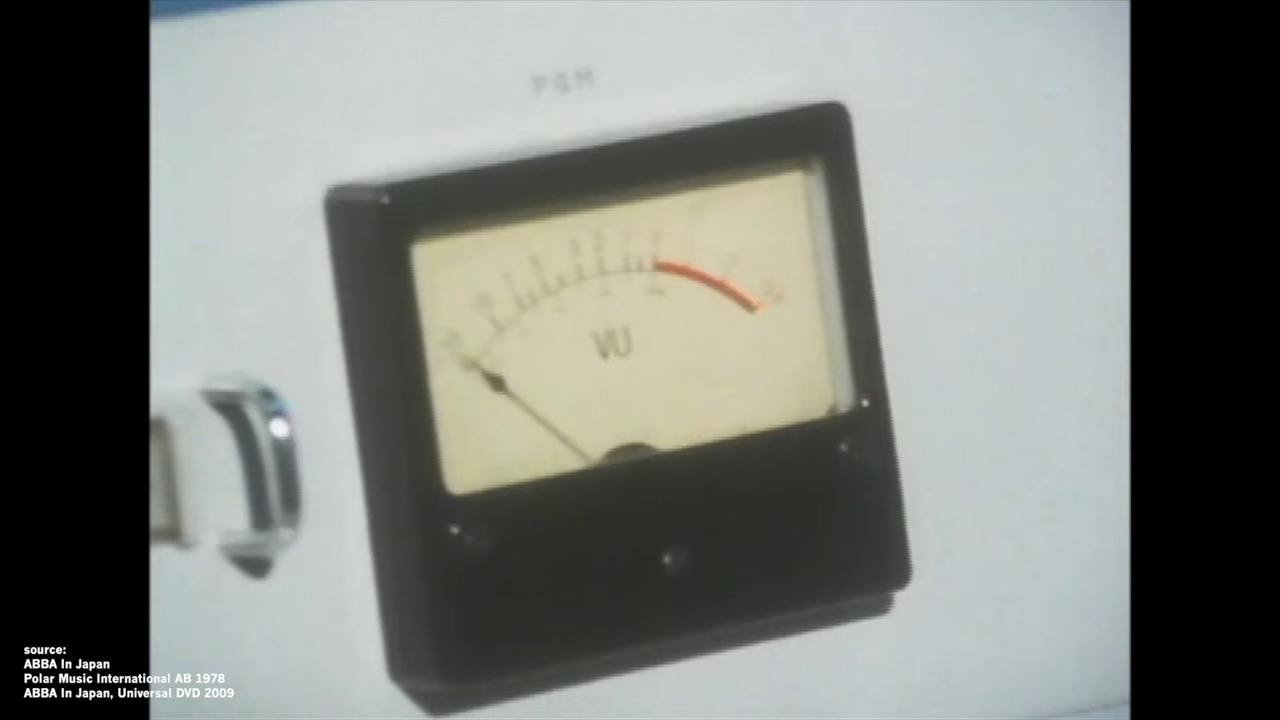 PGM
VU
source:
ABBA In Japan
Polar Music International AB 1978
ABBA In Japan, Universal DVD 2009